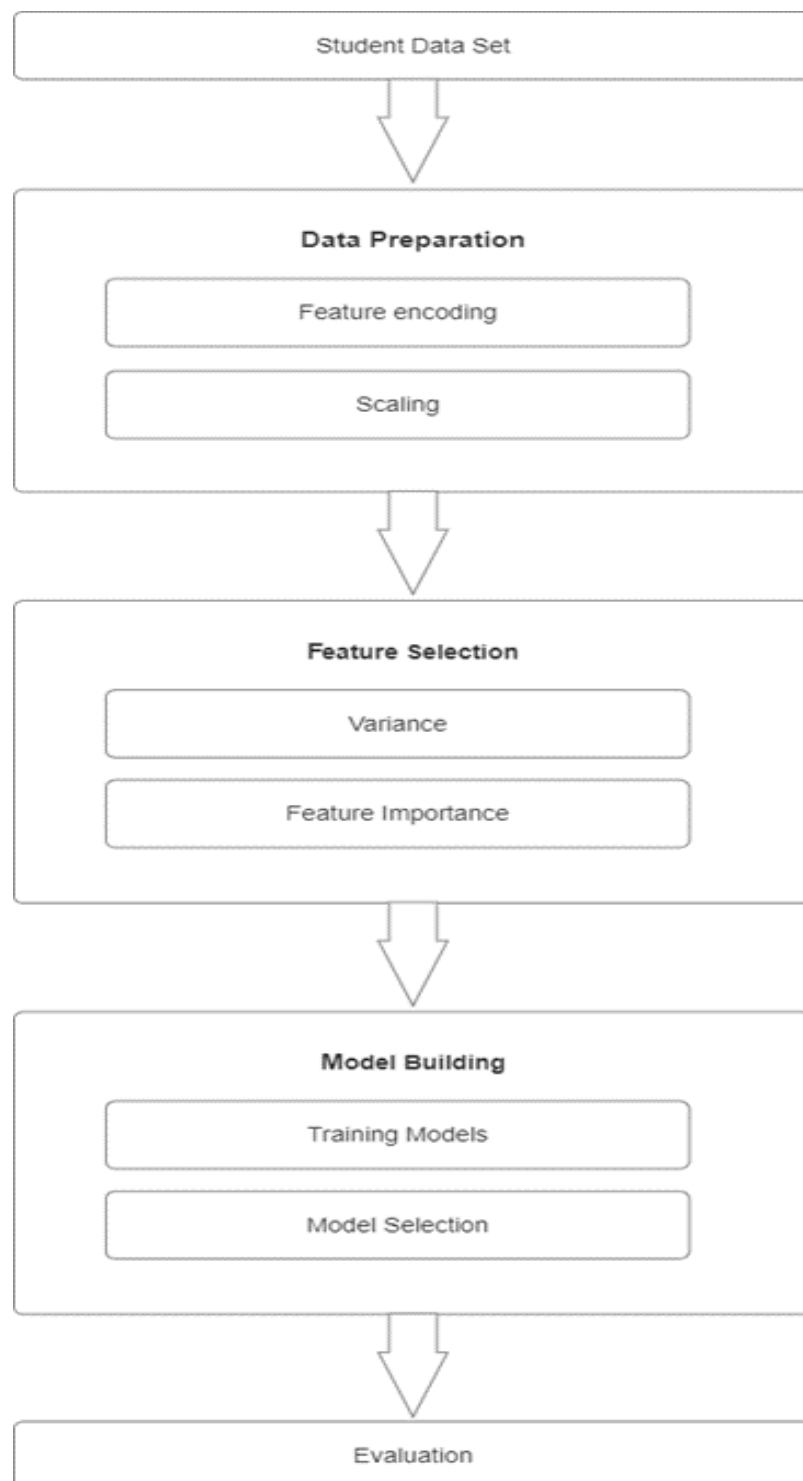 Student Data Set
Data Preparation
Feature encoding
Scaling
Feature Selection
Variance
Feature Importance
Model Building
Training Models
Model Selection
Evaluation